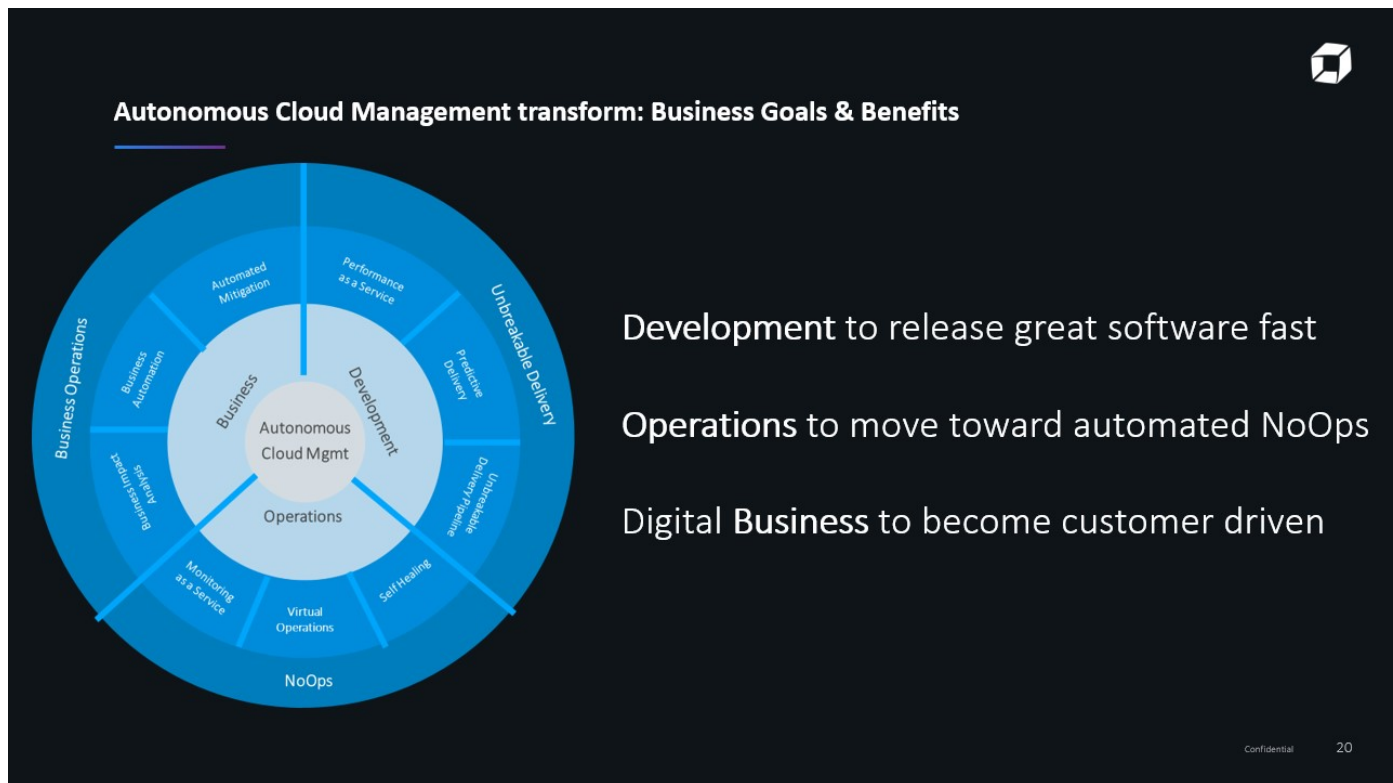 Autonomous Cloud Management transform: Business Goals & Benefits
Business Operations
Unbreakable Delivery
NoOps
Automated
Mitigation
Performance
as a Service
Business
Automation
Predictive
Delivery
Business Impact
Analysis
Unbreakable
Delivery Pipeline
Monitoring
as a Service
Virtual
Operations
Self Healing
Business
Development
Operations
Autonomous
Cloud Mgmt
Development to release great software fast
Operations to move toward automated NoOps
Digital Business to become customer driven
Confidential
20